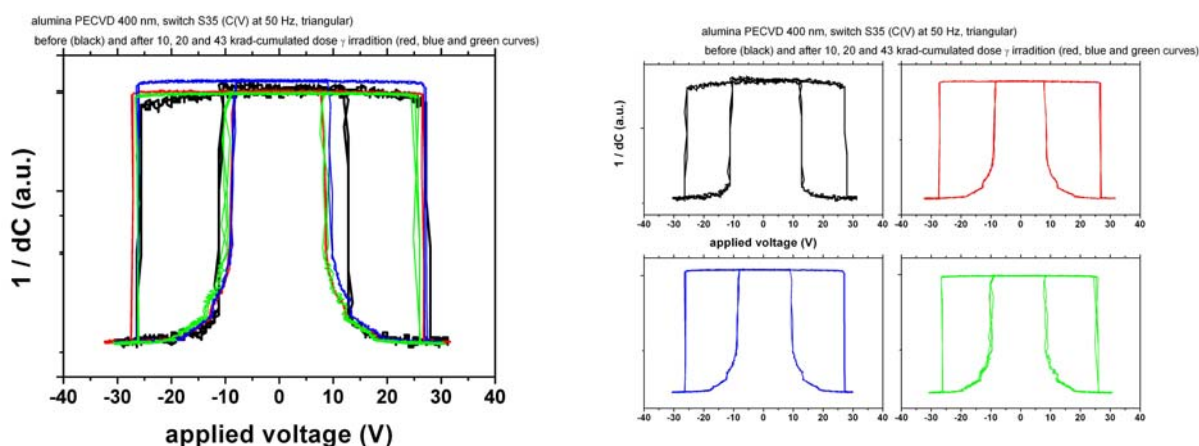 alumina PECVD 400 nm, switch S35 (C(V) at 50 Hz, triangular)
before (black) and after 10, 20 and 43 krad-cumulated dose γ irradition (red, blue and green curves)
1 / dC (a.u.)
-40 -30 -20 -10 0 10 20 30 40
applied voltage (V)
alumina PECVD 400 nm, switch S35 (C(V) at 50 Hz, triangular)
before (black) and after 10, 20 and 43 krad-cumulated dose γ irradition (red, blue and green curves)
1 / dC (a.u.)
-40 -30 -20 -10 0 10 20 30 40
-40 -30 -20 -10 0 10 20 30 40
applied voltage (V)
-40 -30 -20 -10 0 10 20 30 40
-40 -30 -20 -10 0 10 20 30 40